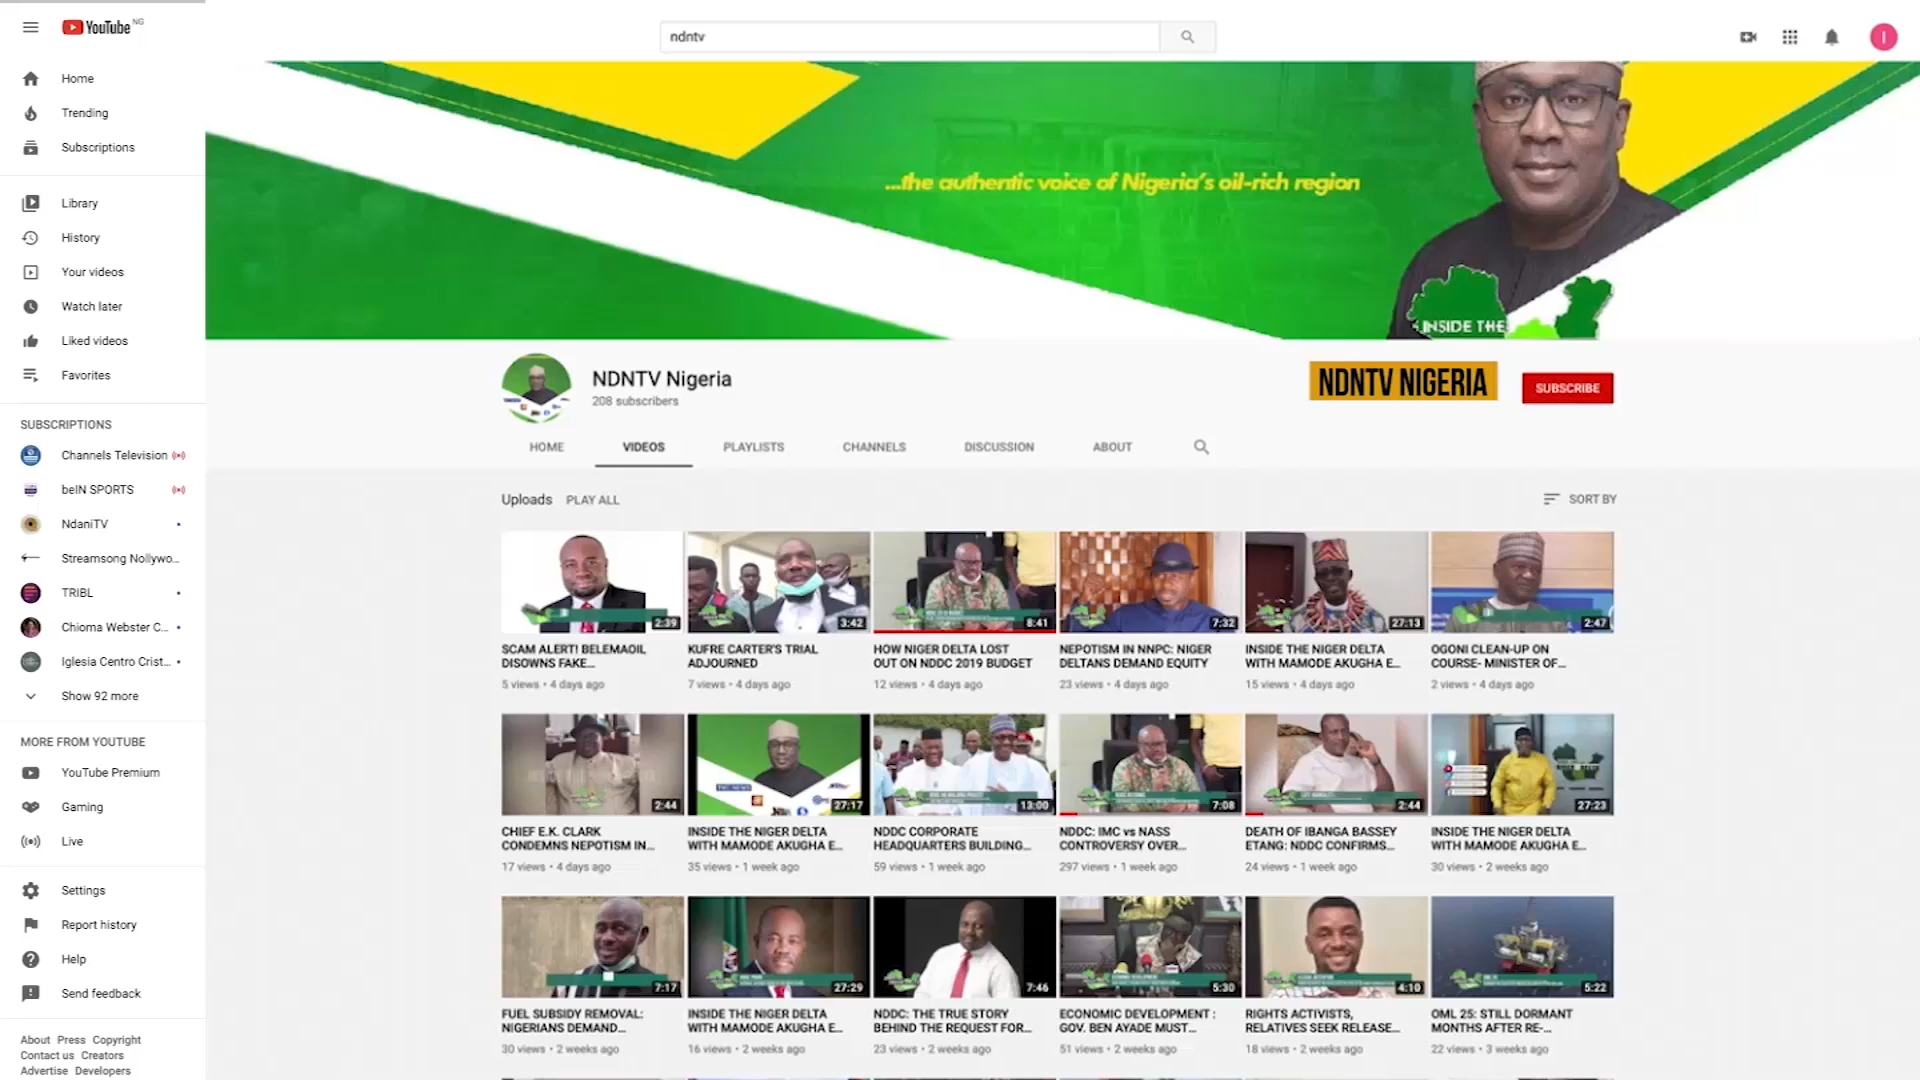 YouTube NG
ndntv
I
Home
Trending
Subscriptions
Library
History
Your videos
Watch later
Liked videos
Favorites
SUBSCRIPTIONS
Channels Television
beIN SPORTS
NdaniTV
Streamsong Nollywo...
TRIBL
Chioma Webster C...
Iglesia Centro Crist...
Show 92 more
MORE FROM YOUTUBE
YouTube Premium
Gaming
Live
Settings
Report history
Help
Send feedback
About Press Copyright
Contact us Creators
Advertise Developers
...the authentic voice of Nigeria's oil-rich region
INSIDE THE
NDNTV Nigeria
208 subscribers
NDNTV NIGERIA
SUBSCRIBE
HOME VIDEOS PLAYLISTS CHANNELS DISCUSSION ABOUT
Uploads PLAY ALL
SORT BY
2:39
SCAM ALERT! BELEMAOIL
DISOWNS FAKE...
5 views • 4 days ago
3:42
KUFRE CARTER'S TRIAL
ADJOURNED
7 views • 4 days ago
8:41
HOW NIGER DELTA LOST
OUT ON NDDC 2019 BUDGET
12 views • 4 days ago
7:32
NEPOTISM IN NNPC: NIGER
DELTANS DEMAND EQUITY
23 views • 4 days ago
27:13
INSIDE THE NIGER DELTA
WITH MAMODE AKUGHA E...
15 views • 4 days ago
2:47
OGONI CLEAN-UP ON
COURSE- MINISTER OF...
2 views • 4 days ago
2:44
CHIEF E.K. CLARK
CONDEMNS NEPOTISM IN...
17 views • 4 days ago
27:17
INSIDE THE NIGER DELTA
WITH MAMODE AKUGHA E...
35 views • 1 week ago
13:00
NDDC CORPORATE
HEADQUARTERS BUILDING...
59 views • 1 week ago
7:08
NDDC: IMC vs NASS
CONTROVERSY OVER...
297 views • 1 week ago
2:44
DEATH OF IBANGA BASSEY
ETANG: NDDC CONFIRMS...
24 views • 1 week ago
27:23
INSIDE THE NIGER DELTA
WITH MAMODE AKUGHA E...
30 views • 2 weeks ago
7:17
FUEL SUBSIDY REMOVAL:
NIGERIANS DEMAND...
30 views • 2 weeks ago
27:29
INSIDE THE NIGER DELTA
WITH MAMODE AKUGHA E...
16 views • 2 weeks ago
7:46
NDDC: THE TRUE STORY
BEHIND THE REQUEST FOR...
23 views • 2 weeks ago
5:30
ECONOMIC DEVELOPMENT :
GOV. BEN AYADE MUST...
51 views • 2 weeks ago
4:10
RIGHTS ACTIVISTS,
RELATIVES SEEK RELEASE...
18 views • 2 weeks ago
5:22
OML 25: STILL DORMANT
MONTHS AFTER RE-...
22 views • 3 weeks ago